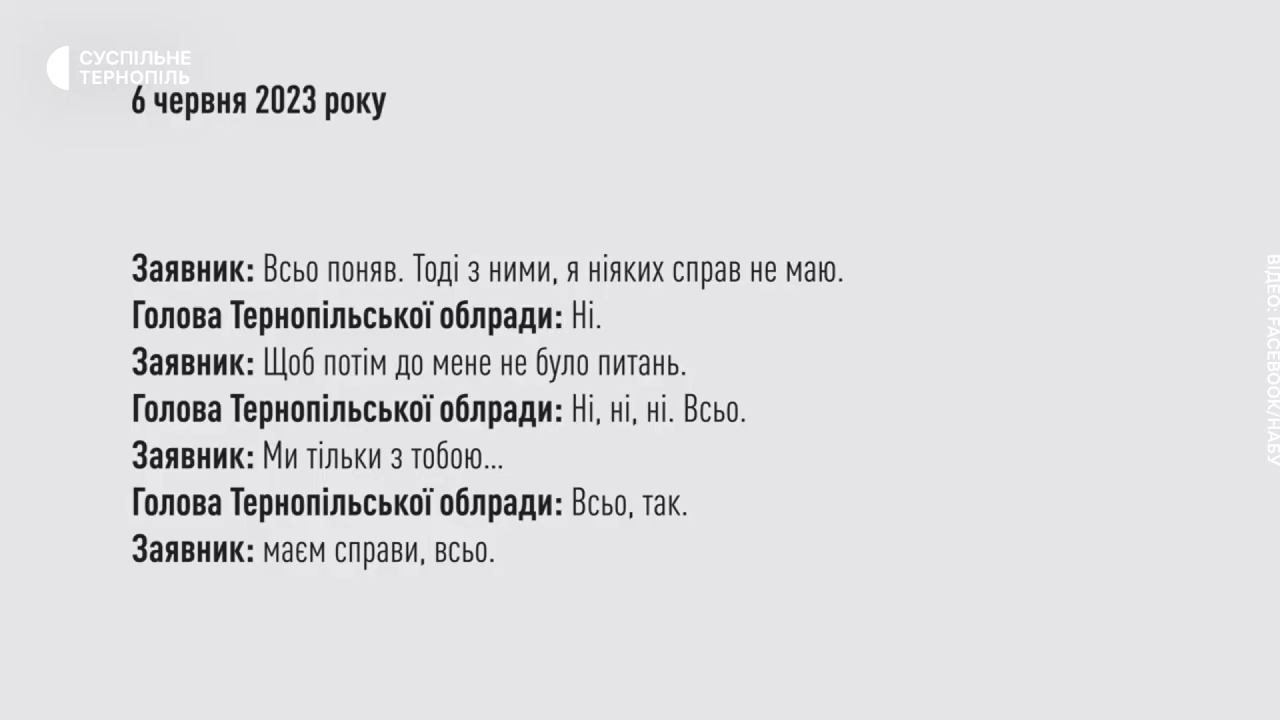 СУСПІЛЬНЕ
ТЕРНОПІЛЬ
6 червня 2023 року
Заявник: Всьо поняв. Тоді з ними, я ніяких справ не маю.
Голова Тернопільської облради: Ні.
Заявник: Щоб потім до мене не було питань.
Голова Тернопільської облради: Ні, ні, ні. Всьо.
Заявник: Ми тільки з тобою...
Голова Тернопільської облради: Всьо, так.
Заявник: маєм справи, всьо.
ВІДЕО: FACEBOOK/НАБУ